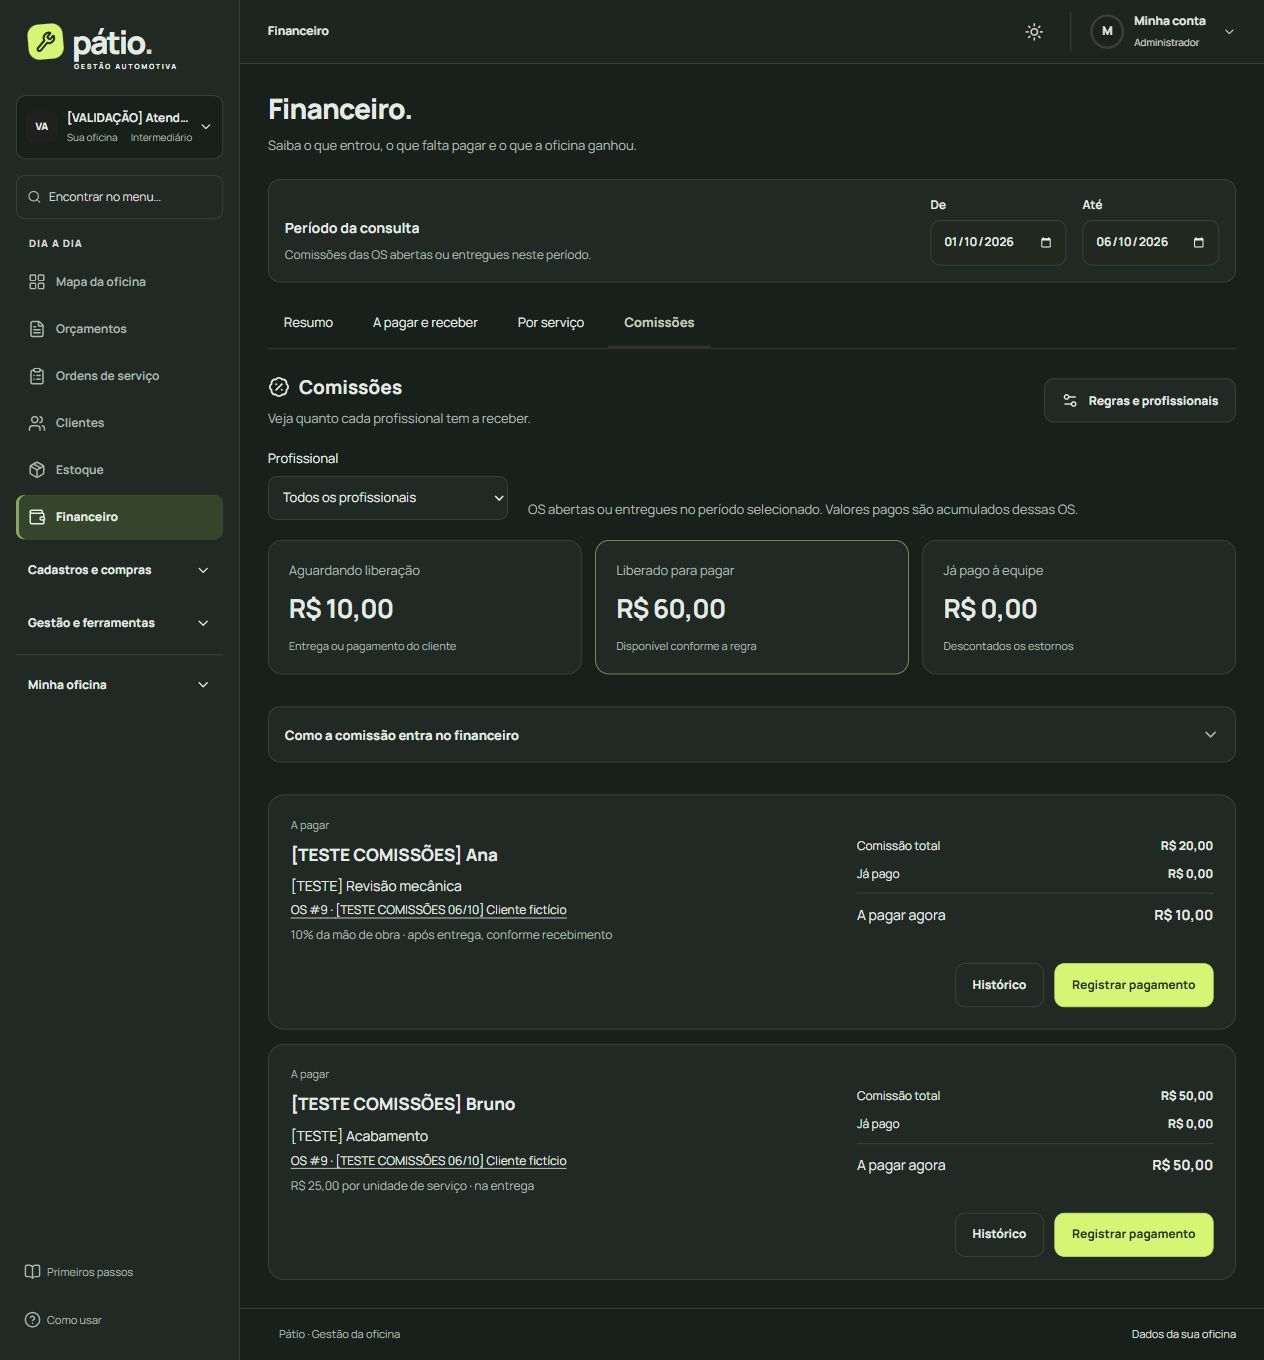 pátio.
GESTÃO AUTOMOTIVA
VA
[VALIDAÇÃO] Atend...
Sua oficina Intermediário
Encontrar no menu...
DIA A DIA
Mapa da oficina
Orçamentos
Ordens de serviço
Clientes
Estoque
Financeiro
Cadastros e compras
Gestão e ferramentas
Minha oficina
Primeiros passos
Como usar
Financeiro
M
Minha conta
Administrador
Financeiro.
Saiba o que entrou, o que falta pagar e o que a oficina ganhou.
Período da consulta
Comissões das OS abertas ou entregues neste período.
De
01/10/2026
Até
06/10/2026
Resumo
A pagar e receber
Por serviço
Comissões
Comissões
Veja quanto cada profissional tem a receber.
Regras e profissionais
Profissional
Todos os profissionais
OS abertas ou entregues no período selecionado. Valores pagos são acumulados dessas OS.
Aguardando liberação
R$ 10,00
Entrega ou pagamento do cliente
Liberado para pagar
R$ 60,00
Disponível conforme a regra
Já pago à equipe
R$ 0,00
Descontados os estornos
Como a comissão entra no financeiro
A pagar
[TESTE COMISSÕES] Ana
[TESTE] Revisão mecânica
OS #9 · [TESTE COMISSÕES 06/10] Cliente fictício
10% da mão de obra · após entrega, conforme recebimento
Comissão total R$ 20,00
Já pago R$ 0,00
A pagar agora R$ 10,00
Histórico
Registrar pagamento
A pagar
[TESTE COMISSÕES] Bruno
[TESTE] Acabamento
OS #9 · [TESTE COMISSÕES 06/10] Cliente fictício
R$ 25,00 por unidade de serviço · na entrega
Comissão total R$ 50,00
Já pago R$ 0,00
A pagar agora R$ 50,00
Histórico
Registrar pagamento
Pátio · Gestão da oficina
Dados da sua oficina